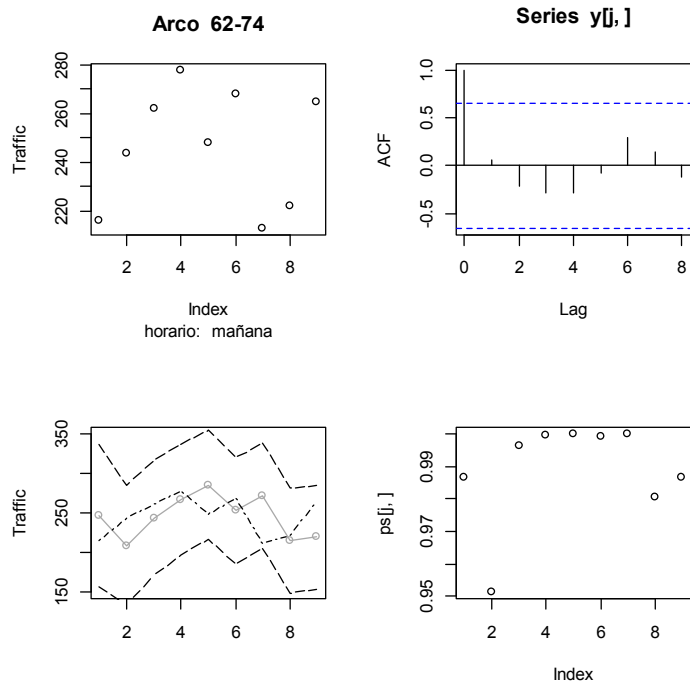 Arco 62-74
Traffic
280
260
240
220
2 4 6 8
Index
horario: mañana
Series y[j, ]
ACF
1.0
0.5
0.0
-0.5
0 2 4 6 8
Lag
Traffic
350
250
150
2 4 6 8
ps[j, ]
0.99
0.97
0.95
2 4 6 8
Index